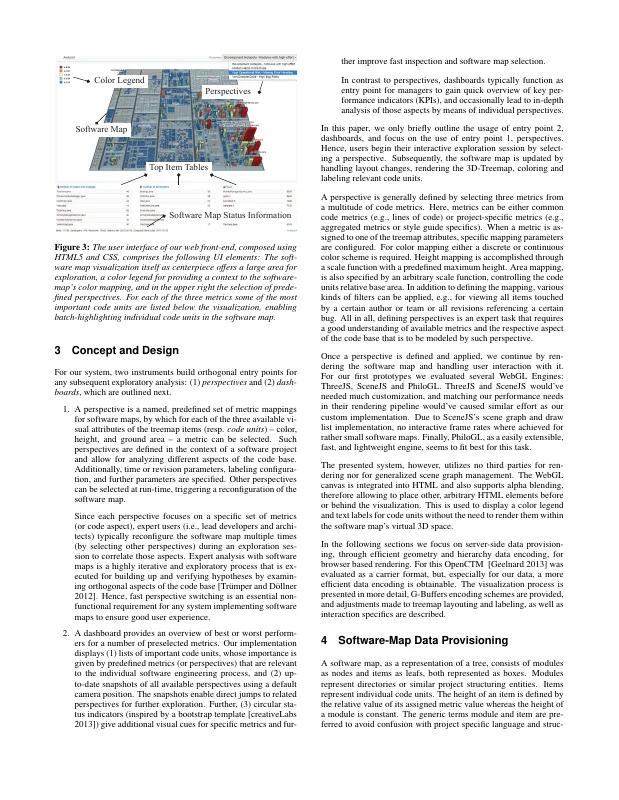 Android
Color Legend
Perspectives
Software Map
Top Item Tables
Software Map Status Information
Figure 3: The user interface of our web front-end, composed using
HTML5 and CSS, comprises the following UI elements: The soft-
ware map visualization itself as centerpiece offers a large area for
exploration, a color legend for providing a context to the software-
map's color mapping, and in the upper right the selection of prede-
fined perspectives. For each of the three metrics some of the most
important code units are listed below the visualization, enabling
batch-highlighting individual code units in the software map.
3 Concept and Design
For our system, two instruments build orthogonal entry points for
any subsequent exploratory analysis: (1) perspectives and (2) dash-
boards, which are outlined next.
1. A perspective is a named, predefined set of metric mappings
for software maps, by which for each of the three available vi-
sual attributes of the treemap items (resp. code units) – color,
height, and ground area – a metric can be selected. Such
perspectives are defined in the context of a software project
and allow for analyzing different aspects of the code base.
Additionally, time or revision parameters, labeling configura-
tion, and further parameters are specified. Other perspectives
can be selected at run-time, triggering a reconfiguration of the
software map.
Since each perspective focuses on a specific set of metrics
(or code aspect), expert users (i.e., lead developers and archi-
tects) typically reconfigure the software map multiple times
(by selecting other perspectives) during an exploration ses-
sion to correlate those aspects. Expert analysis with software
maps is a highly iterative and exploratory process that is ex-
ecuted for building up and verifying hypotheses by examin-
ing orthogonal aspects of the code base [Trümper and Döllner
2012]. Hence, fast perspective switching is an essential non-
functional requirement for any system implementing software
maps to ensure good user experience.
2. A dashboard provides an overview of best or worst perform-
ers for a number of preselected metrics. Our implementation
displays (1) lists of important code units, whose importance is
given by predefined metrics (or perspectives) that are relevant
to the individual software engineering process, and (2) up-
to-date snapshots of all available perspectives using a default
camera position. The snapshots enable direct jumps to related
perspectives for further exploration. Further, (3) circular sta-
tus indicators (inspired by a bootstrap template [creativeLabs
2013]) give additional visual cues for specific metrics and fur-
ther improve fast inspection and software map selection.
In contrast to perspectives, dashboards typically function as
entry point for managers to gain quick overview of key per-
formance indicators (KPIs), and occasionally lead to in-depth
analysis of those aspects by means of individual perspectives.
In this paper, we only briefly outline the usage of entry point 2,
dashboards, and focus on the use of entry point 1, perspectives.
Hence, users begin their interactive exploration session by select-
ing a perspective. Subsequently, the software map is updated by
handling layout changes, rendering the 3D-Treemap, coloring and
labeling relevant code units.
A perspective is generally defined by selecting three metrics from
a multitude of code metrics. Here, metrics can be either common
code metrics (e.g., lines of code) or project-specific metrics (e.g.,
aggregated metrics or style guide specifics). When a metric is as-
signed to one of the treemap attributes, specific mapping parameters
are configured. For color mapping either a discrete or continuous
color scheme is required. Height mapping is accomplished through
a scale function with a predefined maximum height. Area mapping,
is also specified by an arbitrary scale function, controlling the code
units relative base area. In addition to defining the mapping, various
kinds of filters can be applied, e.g., for viewing all items touched
by a certain author or team or all revisions referencing a certain
bug. All in all, defining perspectives is an expert task that requires
a good understanding of available metrics and the respective aspect
of the code base that is to be modeled by such perspective.
Once a perspective is defined and applied, we continue by ren-
dering the software map and handling user interaction with it.
For our first prototypes we evaluated several WebGL Engines:
ThreeJS, SceneJS and PhiloGL. ThreeJS and SceneJS would've
needed much customization, and matching our performance needs
in their rendering pipeline would've caused similar effort as our
custom implementation. Due to SceneJS's scene graph and draw
list implementation, no interactive frame rates where achieved for
rather small software maps. Finally, PhiloGL, as a easily extensible,
fast, and lightweight engine, seems to fit best for this task.
The presented system, however, utilizes no third parties for ren-
dering nor for generalized scene graph management. The WebGL
canvas is integrated into HTML and also supports alpha blending,
therefore allowing to place other, arbitrary HTML elements before
or behind the visualization. This is used to display a color legend
and text labels for code units without the need to render them within
the software map's virtual 3D space.
In the following sections we focus on server-side data provision-
ing, through efficient geometry and hierarchy data encoding, for
browser based rendering. For this OpenCTM [Geelnard 2013] was
evaluated as a carrier format, but, especially for our data, a more
efficient data encoding is obtainable. The visualization process is
presented in more detail, G-Buffers encoding schemes are provided,
and adjustments made to treemap layouting and labeling, as well as
interaction specifics are described.
4 Software-Map Data Provisioning
A software map, as a representation of a tree, consists of modules
as nodes and items as leafs, both represented as boxes. Modules
represent directories or similar project structuring entities. Items
represent individual code units. The height of an item is defined by
the relative value of its assigned metric value whereas the height of
a module is constant. The generic terms module and item are pre-
ferred to avoid confusion with project specific language and struc-